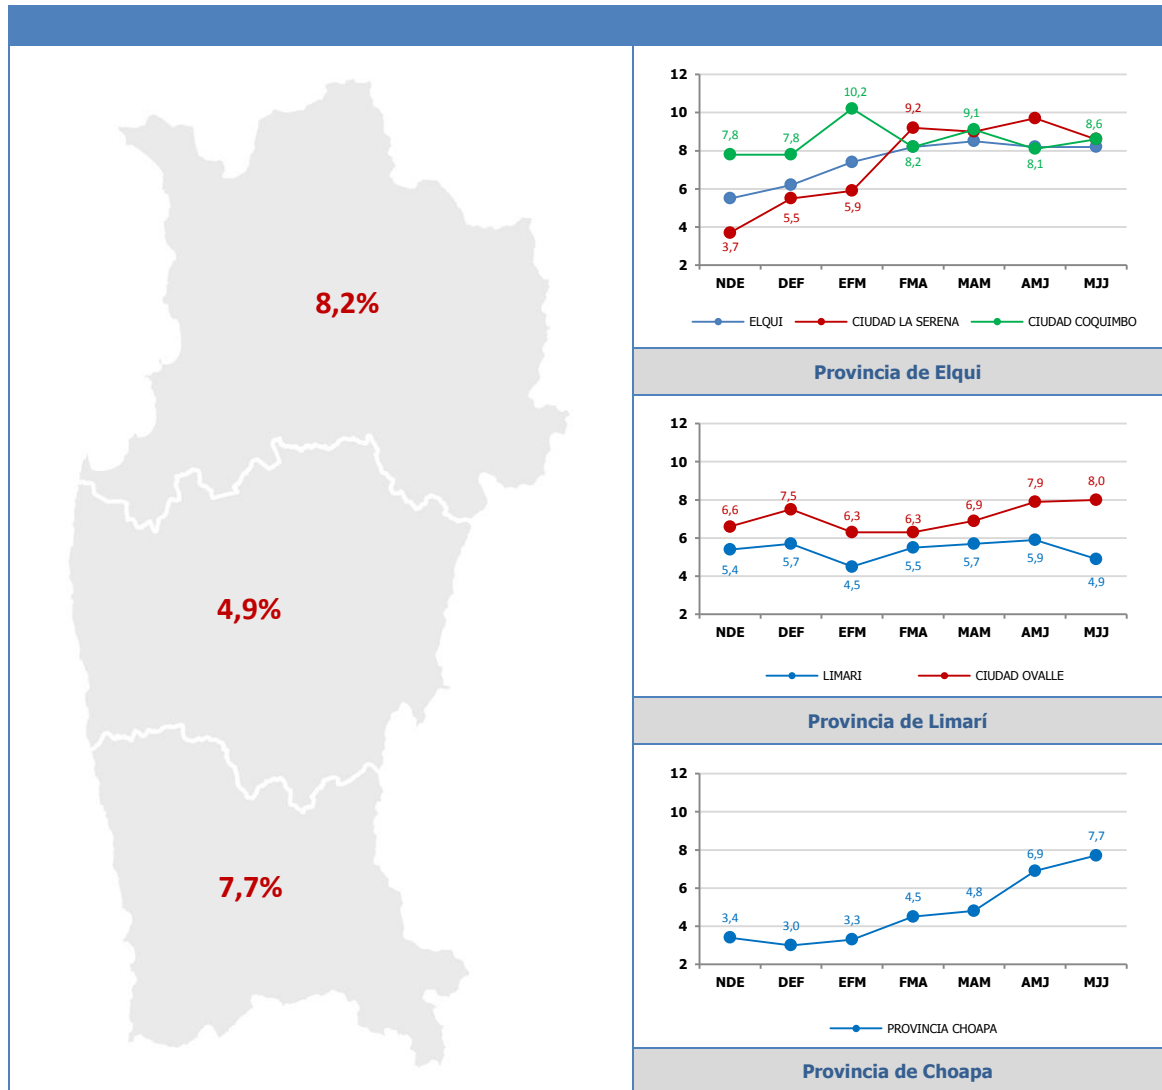 8,2%
4,9%
7,7%
12
10
8
6
4
2
7,8
7,8
10,2
9,2
9,1
8,6
8,2
8,1
3,7
5,5
5,9
NDE DEF EFM FMA MAM AMJ MJJ
ELQUI CIUDAD LA SERENA CIUDAD COQUIMBO
Provincia de Elqui
12
10
8
6
4
2
6,6 7,5 6,3 6,3 6,9 7,9 8,0
5,4 5,7 4,5 5,5 5,7 5,9 4,9
NDE DEF EFM FMA MAM AMJ MJJ
LIMARI CIUDAD OVALLE
Provincia de Limarí
12
10
8
6
4
2
3,4 3,0 3,3 4,5 4,8 6,9 7,7
NDE DEF EFM FMA MAM AMJ MJJ
PROVINCIA CHOAPA
Provincia de Choapa